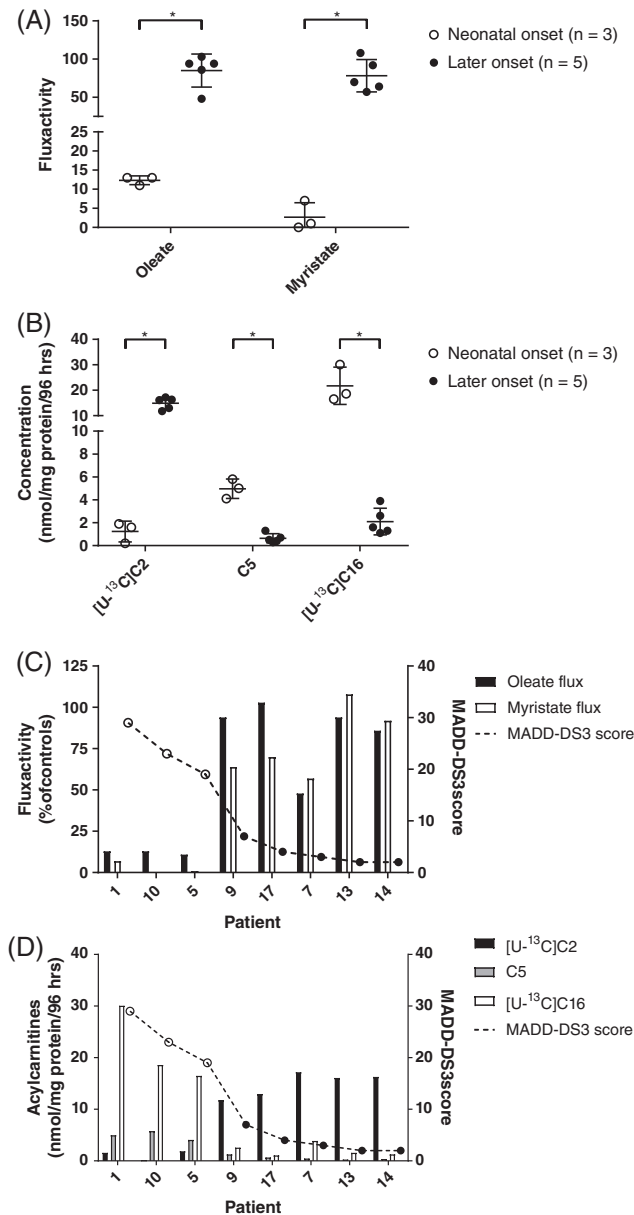 (A)
*
*
150
100
50
25
20
15
10
5
0
Fluxactivity
Oleate
Myristate
Neonatal onset (n = 3)
Later onset (n = 5)
(B)
*
*
*
40
30
20
10
8
6
4
2
0
Concentration
(nmol/mg protein/96 hrs)
[U-¹³C]C2
C5
[U-¹³C]C16
Neonatal onset (n = 3)
Later onset (n = 5)
(C)
125
100
75
50
25
0
Fluxactivity
(%ofcontrols)
40
30
20
10
0
MADD-DS3score
1
10
5
9
17
7
13
14
Patient
Oleate flux
Myristate flux
MADD-DS3 score
(D)
40
30
20
10
0
Acylcarnitines
(nmol/mg protein/96 hrs)
40
30
20
10
0
MADD-DS3score
1
10
5
9
17
7
13
14
Patient
[U-¹³C]C2
C5
[U-¹³C]C16
MADD-DS3 score